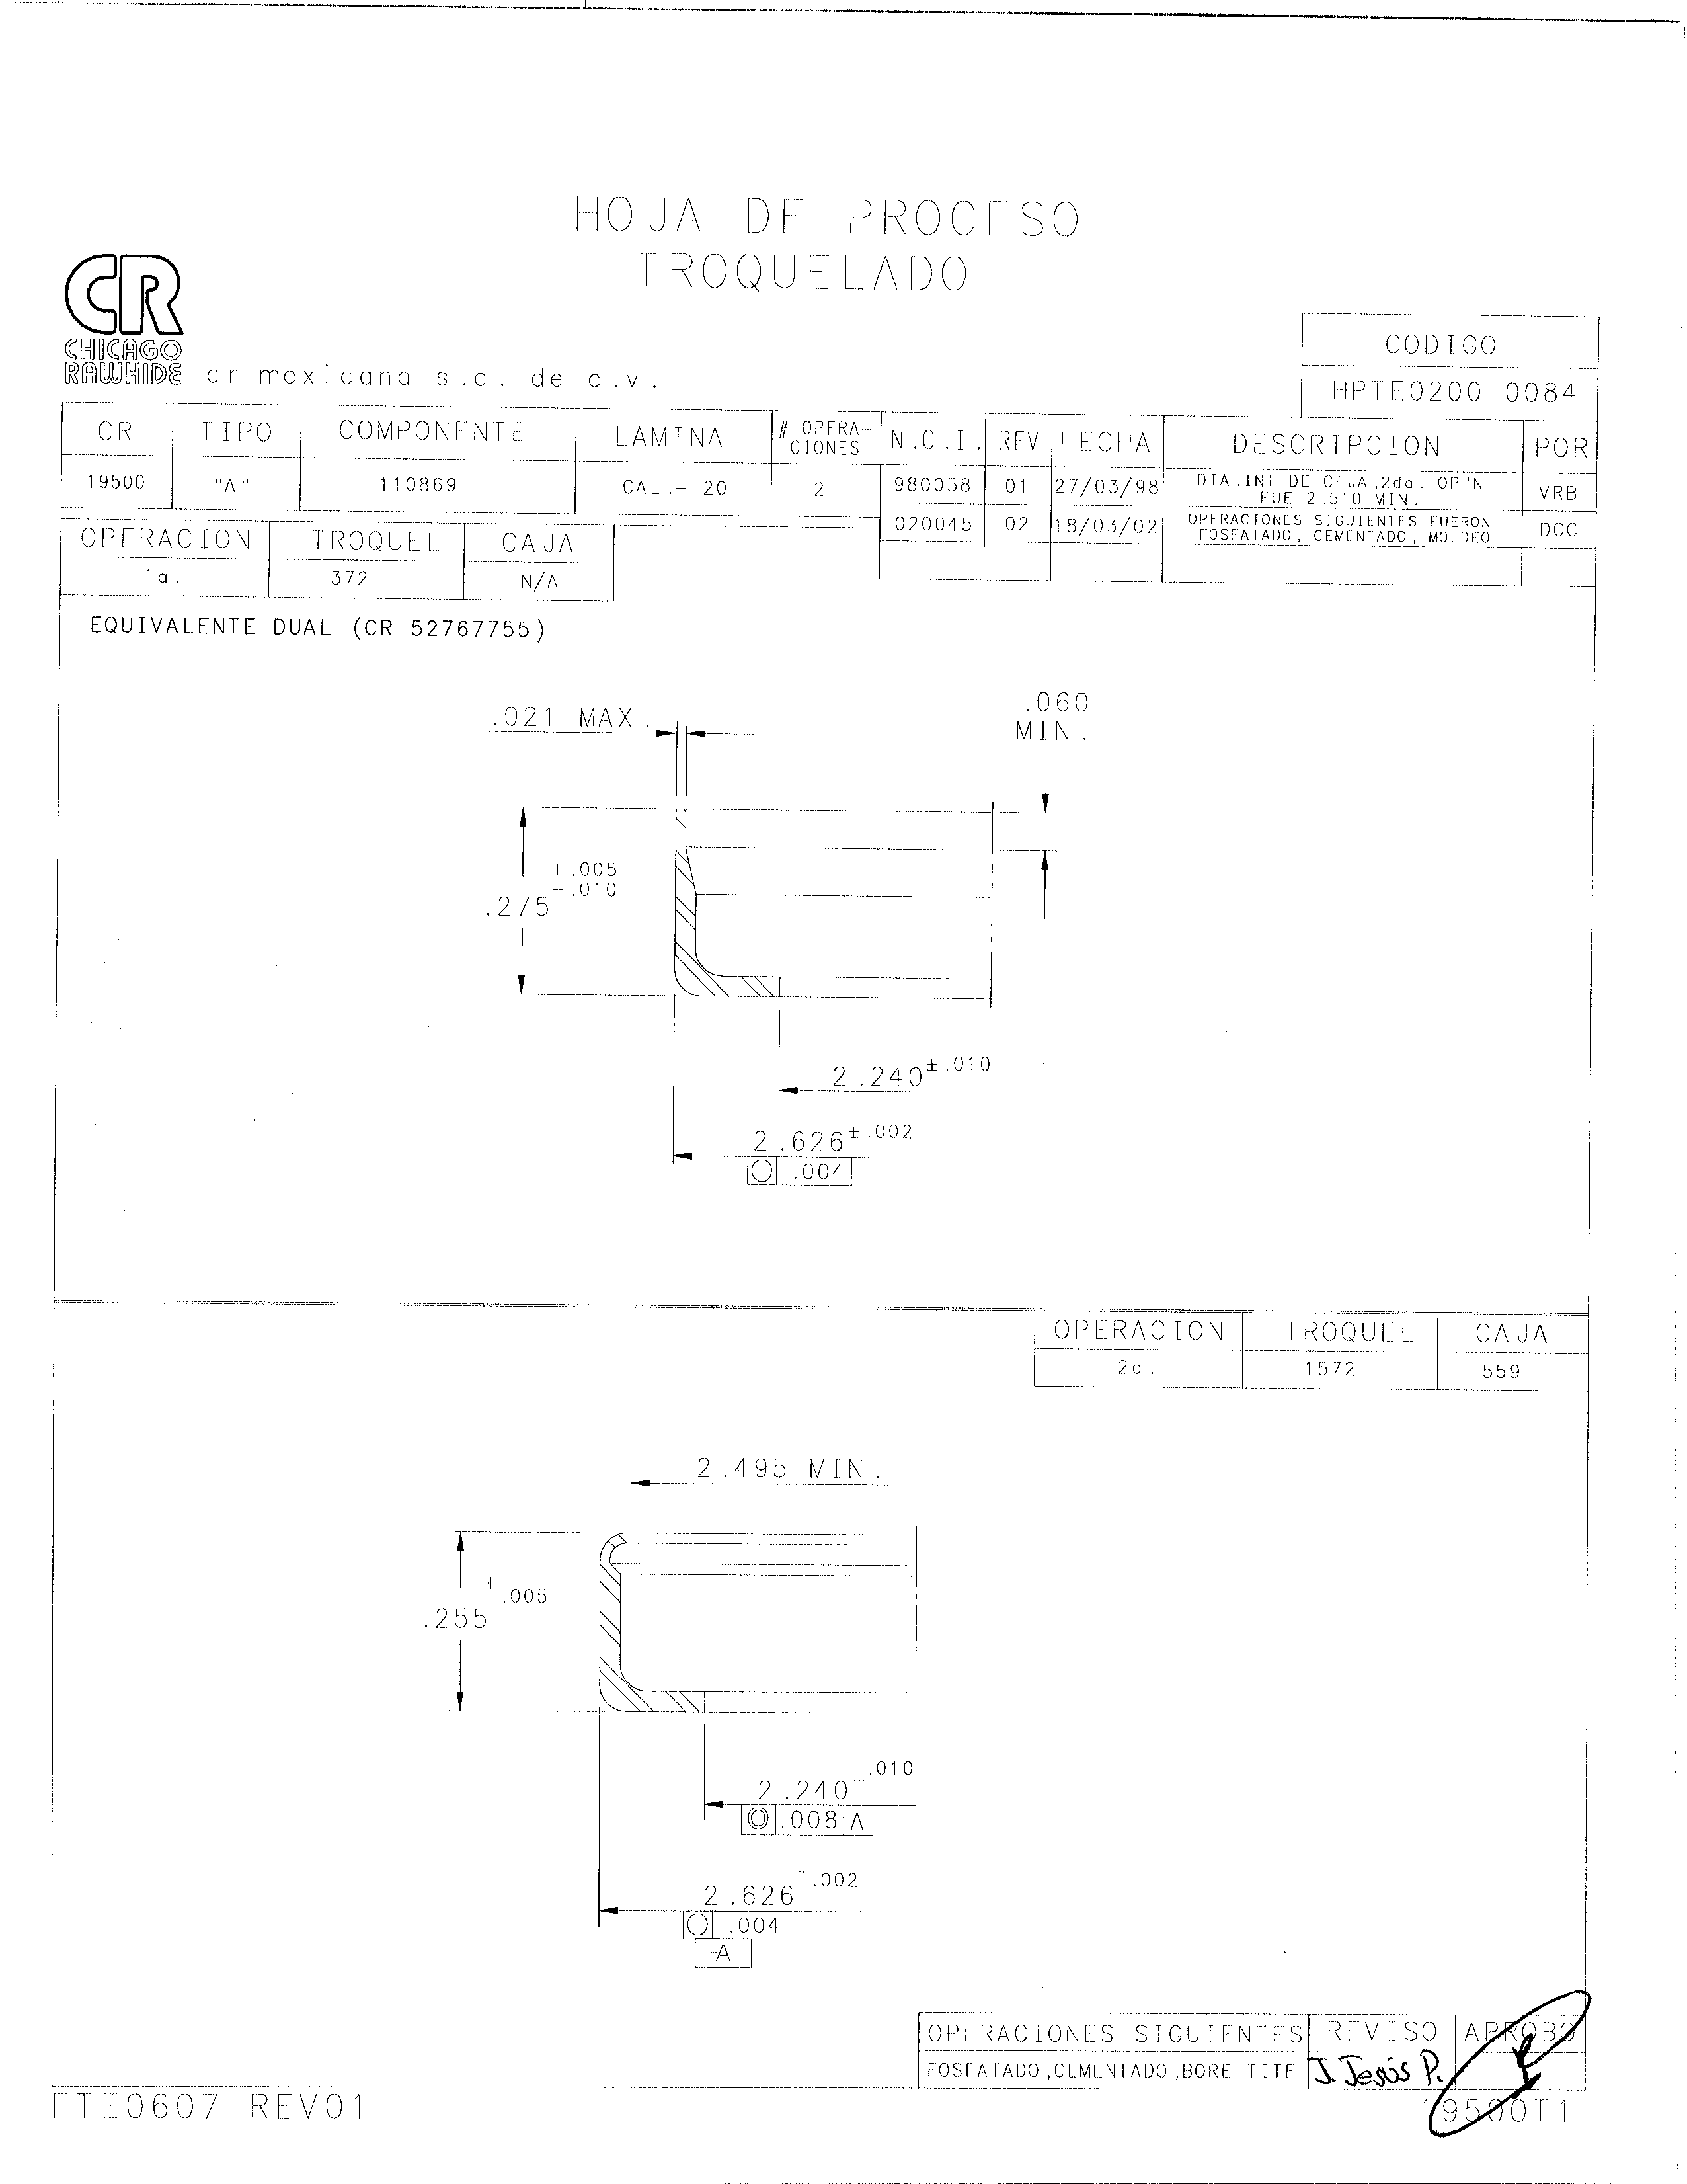 HOJA DE PROCESO
TROQUELADO
CR
CHICAGO
RAWHIDE
cr mexicana s.a. de c.v.
CODIGO
HPTE0200-0084
CR TIPO COMPONENTE LAMINA # OPERA-CIONES N.C.I. REV FECHA DESCRIPCION POR
19500 "A" 110869 CAL.- 20 2 980058 01 27/03/98 DIA.INT DE CEJA,2da. OP'N
FUE 2.510 MIN. VRB
020045 02 18/03/02 OPERACIONES SIGUIENTES FUERON
FOSFATADO, CEMENTADO, MOLDEO DCC
OPERACION TROQUEL CAJA
1a. 372 N/A
EQUIVALENTE DUAL (CR 52767755)
.021 MAX.
.060
MIN.
.275 +.005 -.010
2.240 ±.010
2.626 ±.002
○ .004
OPERACION TROQUEL CAJA
2a. 1572 559
2.495 MIN.
.255 ±.005
2.240 ±.010
◎ .008 A
2.626 ±.002
○ .004
-A-
OPERACIONES SIGUIENTES REVISO APROBO
FOSFATADO,CEMENTADO,BORE-TITE J. Jesús P.
FTE0607 REV01
19500T1